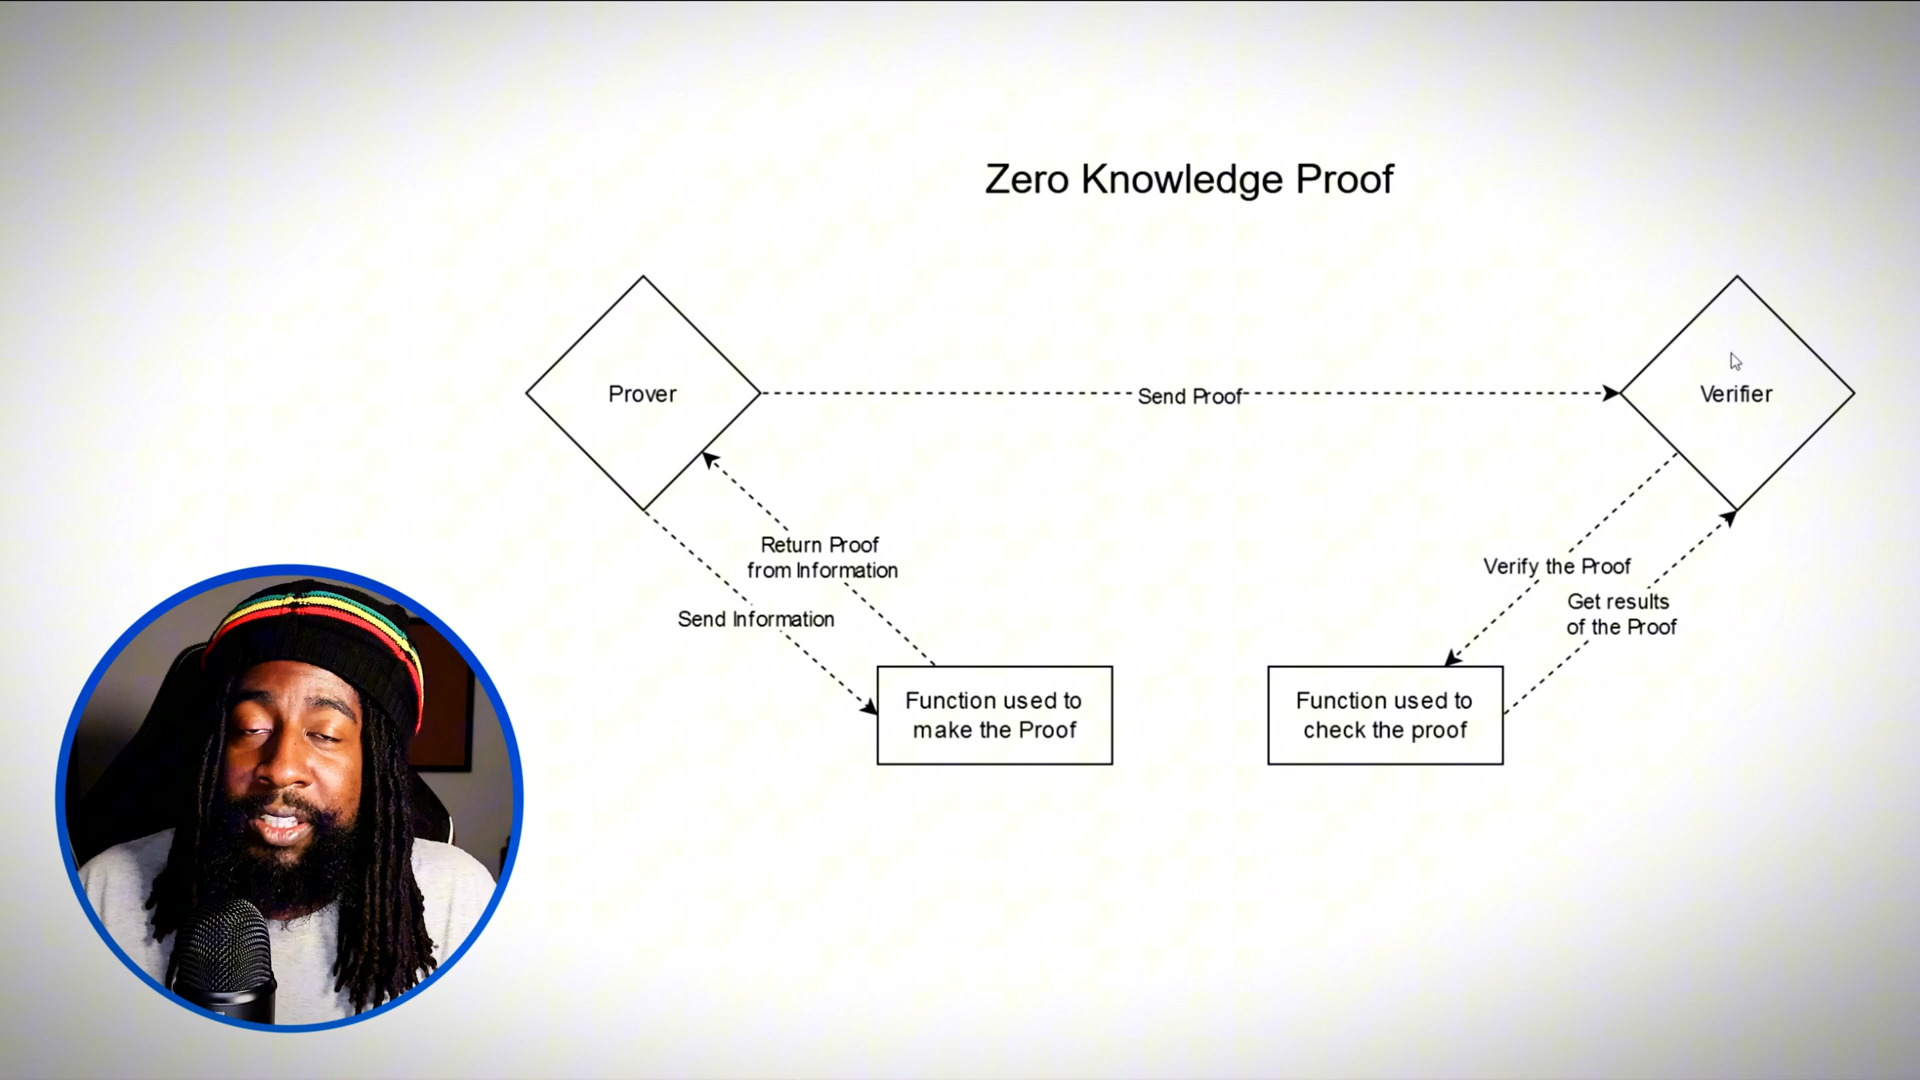 Zero Knowledge Proof
Prover
Send Proof
Verifier
Return Proof
from Information
Send Information
Verify the Proof
Get results
of the Proof
Function used to
make the Proof
Function used to
check the proof